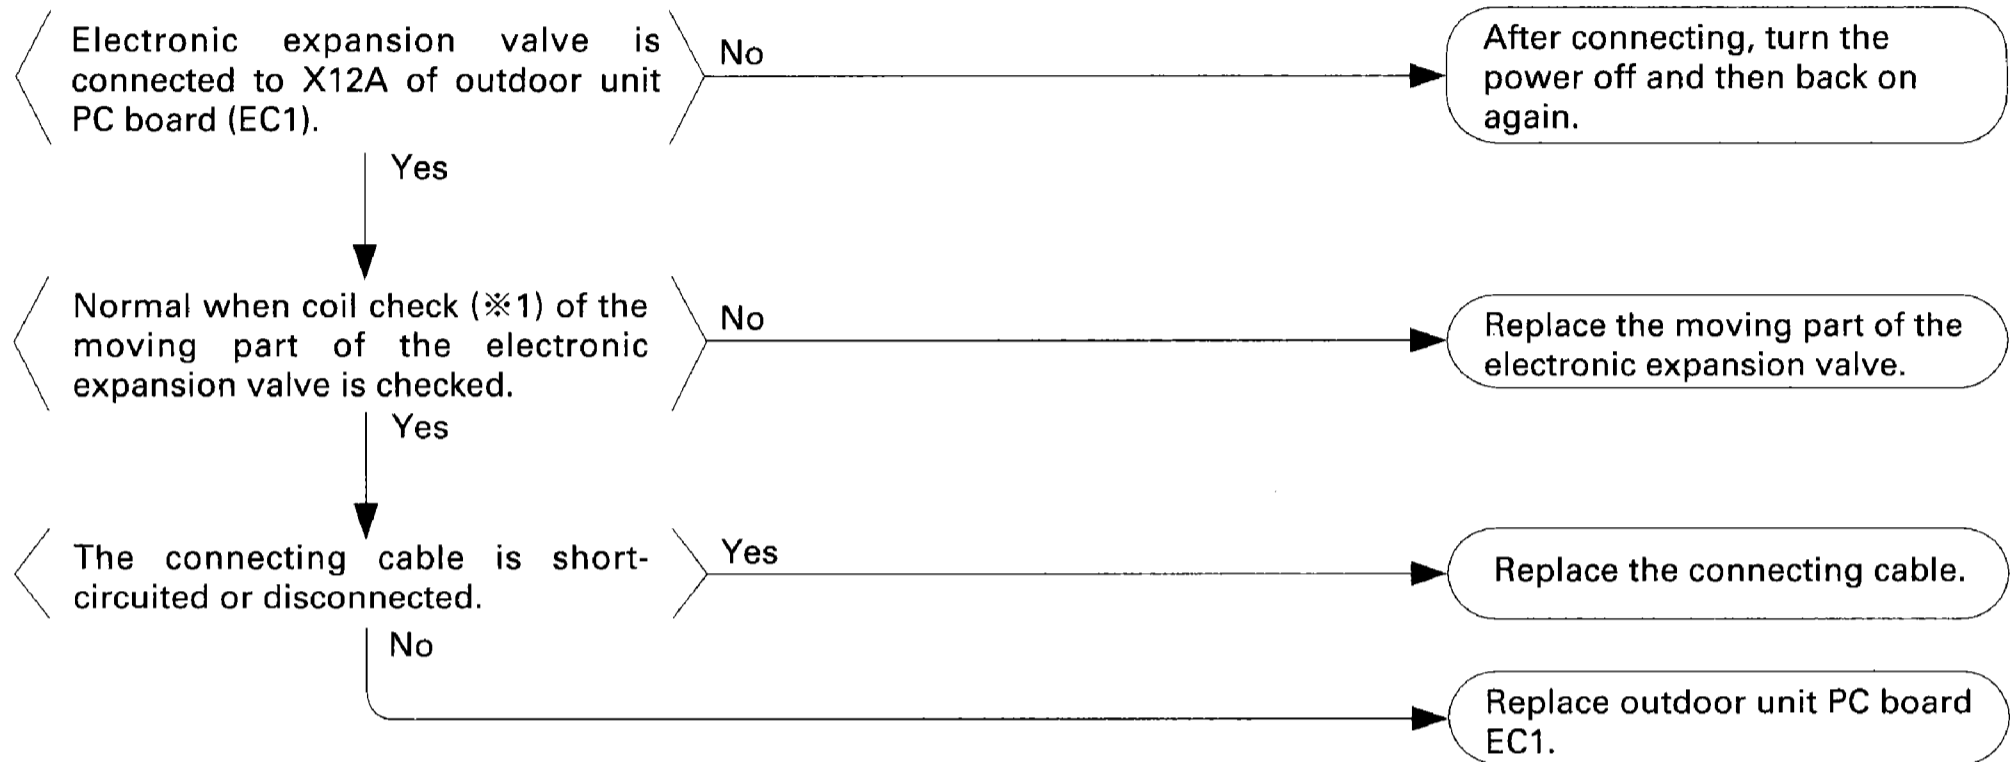 Electronic expansion valve is
connected to X12A of outdoor unit
PC board (EC1).
No
After connecting, turn the
power off and then back on
again.
Yes
Normal when coil check (※1) of the
moving part of the electronic
expansion valve is checked.
No
Replace the moving part of the
electronic expansion valve.
Yes
The connecting cable is short-
circuited or disconnected.
Yes
Replace the connecting cable.
No
Replace outdoor unit PC board
EC1.